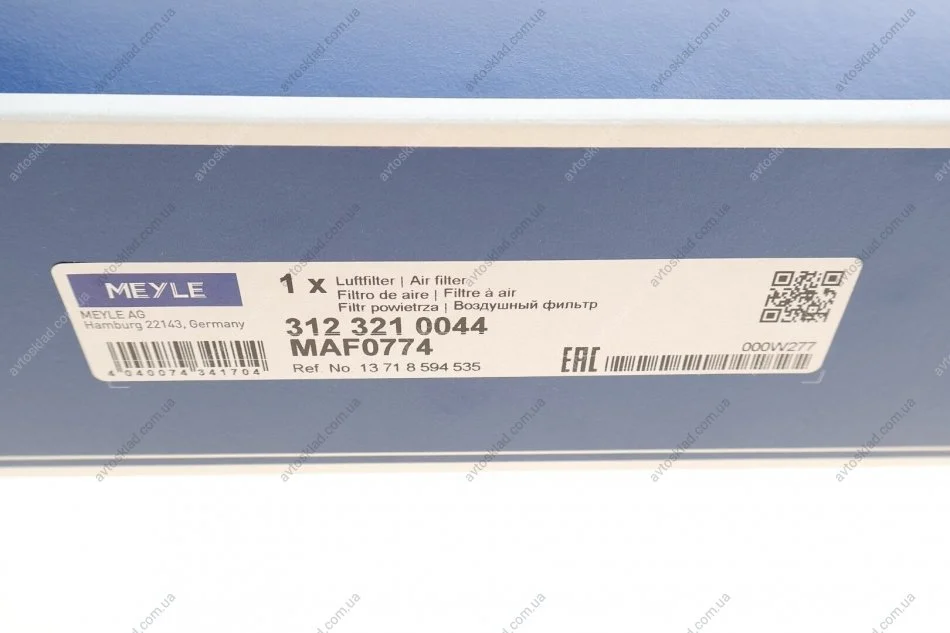 MEYLE
MEYLE AG
Hamburg 22143, Germany
4 040074 341704
1 x Luftfilter | Air filter
Filtro de aire | Filtre à air
Filtr powietrza | Воздушный фильтр
312 321 0044
MAF0774
Ref. No 13 71 8 594 535
EAC
000W277
avtosklad.com.ua